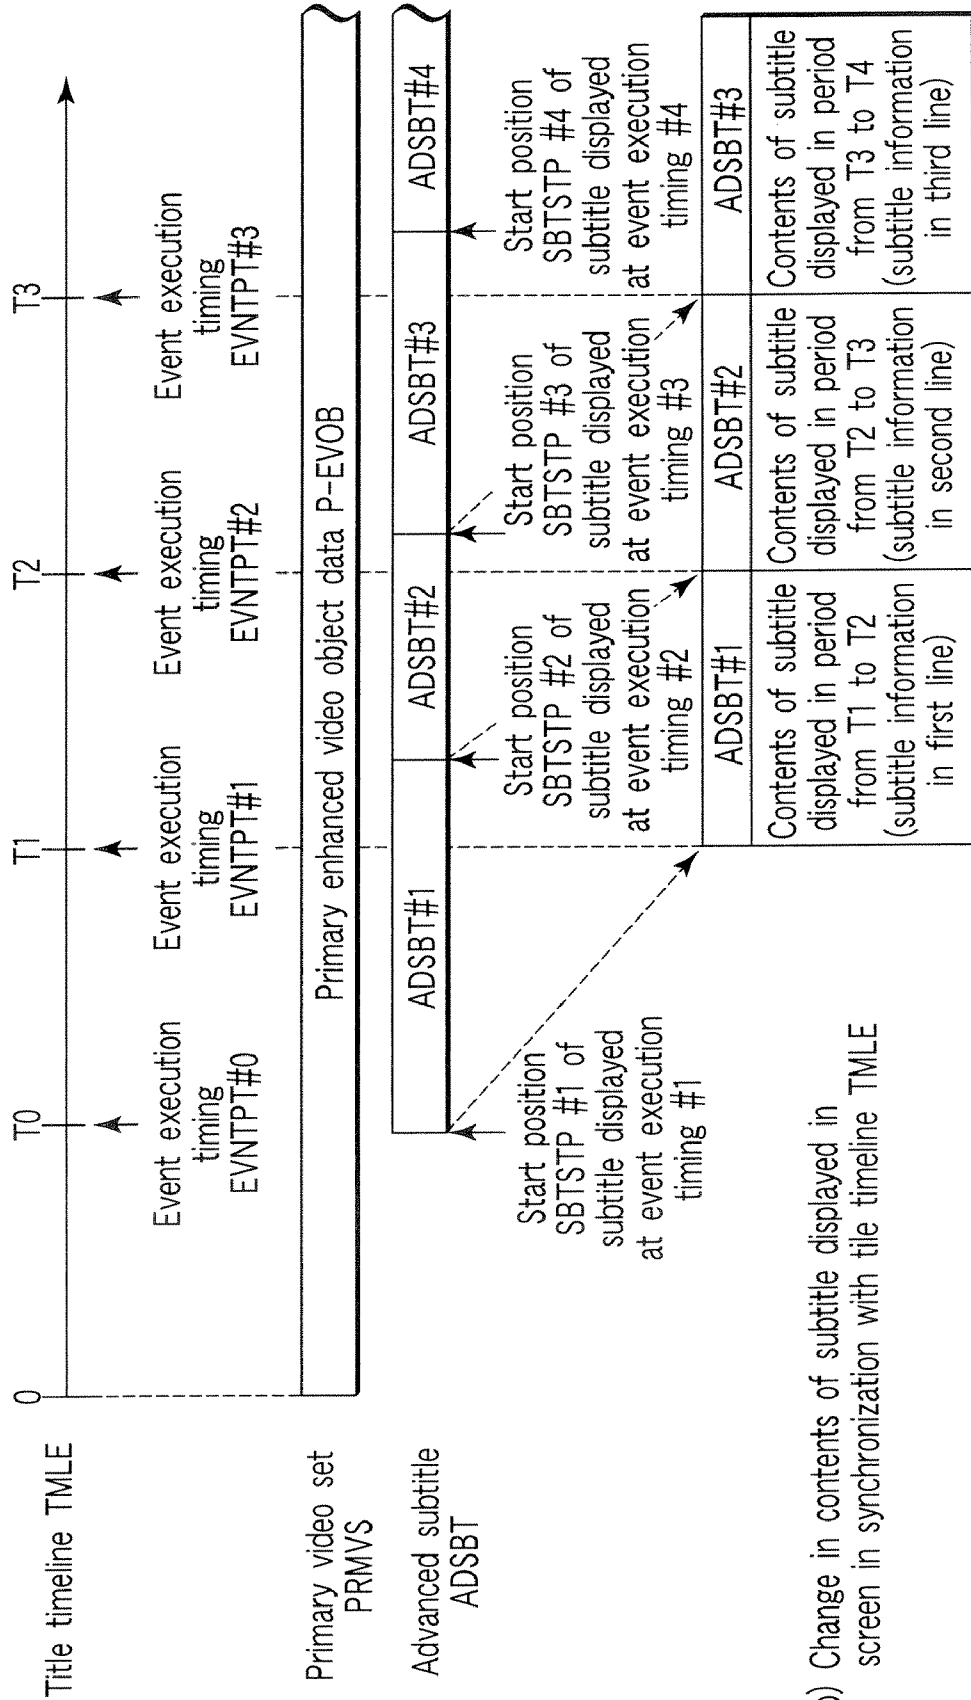 Title timeline TMLE
0
T0
T1
T2
T3
Event execution
timing
EVNTPT#0
Event execution
timing
EVNTPT#1
Event execution
timing
EVNTPT#2
Event execution
timing
EVNTPT#3
Primary video set
PRMVS
Primary enhanced video object data P-EVOB
Advanced subtitle
ADSBT
ADSBT#1
ADSBT#2
ADSBT#3
ADSBT#4
Start position
SBTSTP #1 of
subtitle displayed
at event execution
timing #1
Start position
SBTSTP #2 of
subtitle displayed
at event execution
timing #2
Start position
SBTSTP #3 of
subtitle displayed
at event execution
timing #3
Start position
SBTSTP #4 of
subtitle displayed
at event execution
timing #4
ADSBT#1
ADSBT#2
ADSBT#3
Contents of subtitle
displayed in period
from T1 to T2
(subtitle information
in first line)
Contents of subtitle
displayed in period
from T2 to T3
(subtitle information
in second line)
Contents of subtitle
displayed in period
from T3 to T4
(subtitle information
in third line)
) Change in contents of subtitle displayed in
screen in synchronization with tile timeline TMLE